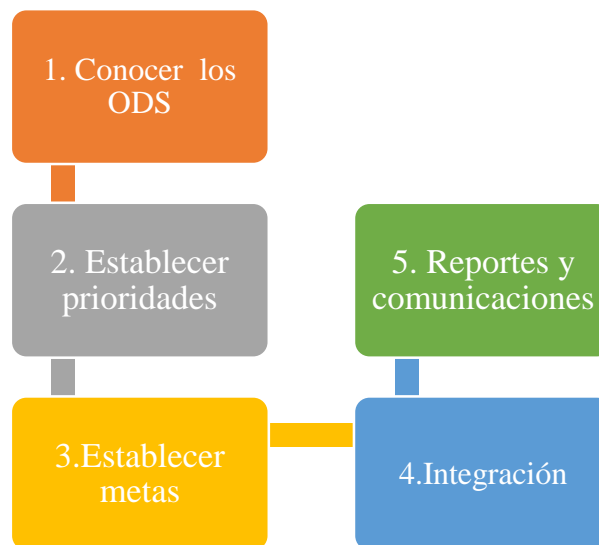 1. Conocer los
ODS
2. Establecer
prioridades
3.Establecer
metas
4.Integración
5. Reportes y
comunicaciones